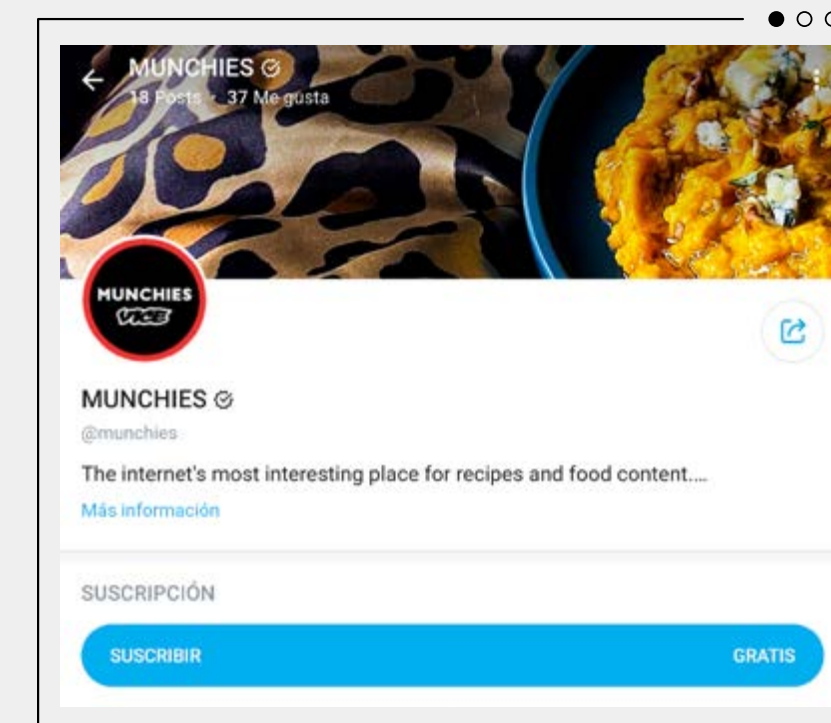 MUNCHIES
18 Posts · 37 Me gusta
MUNCHIES
VICE
MUNCHIES
@munchies
The internet's most interesting place for recipes and food content....
Más información
SUSCRIPCIÓN
SUSCRIBIR GRATIS